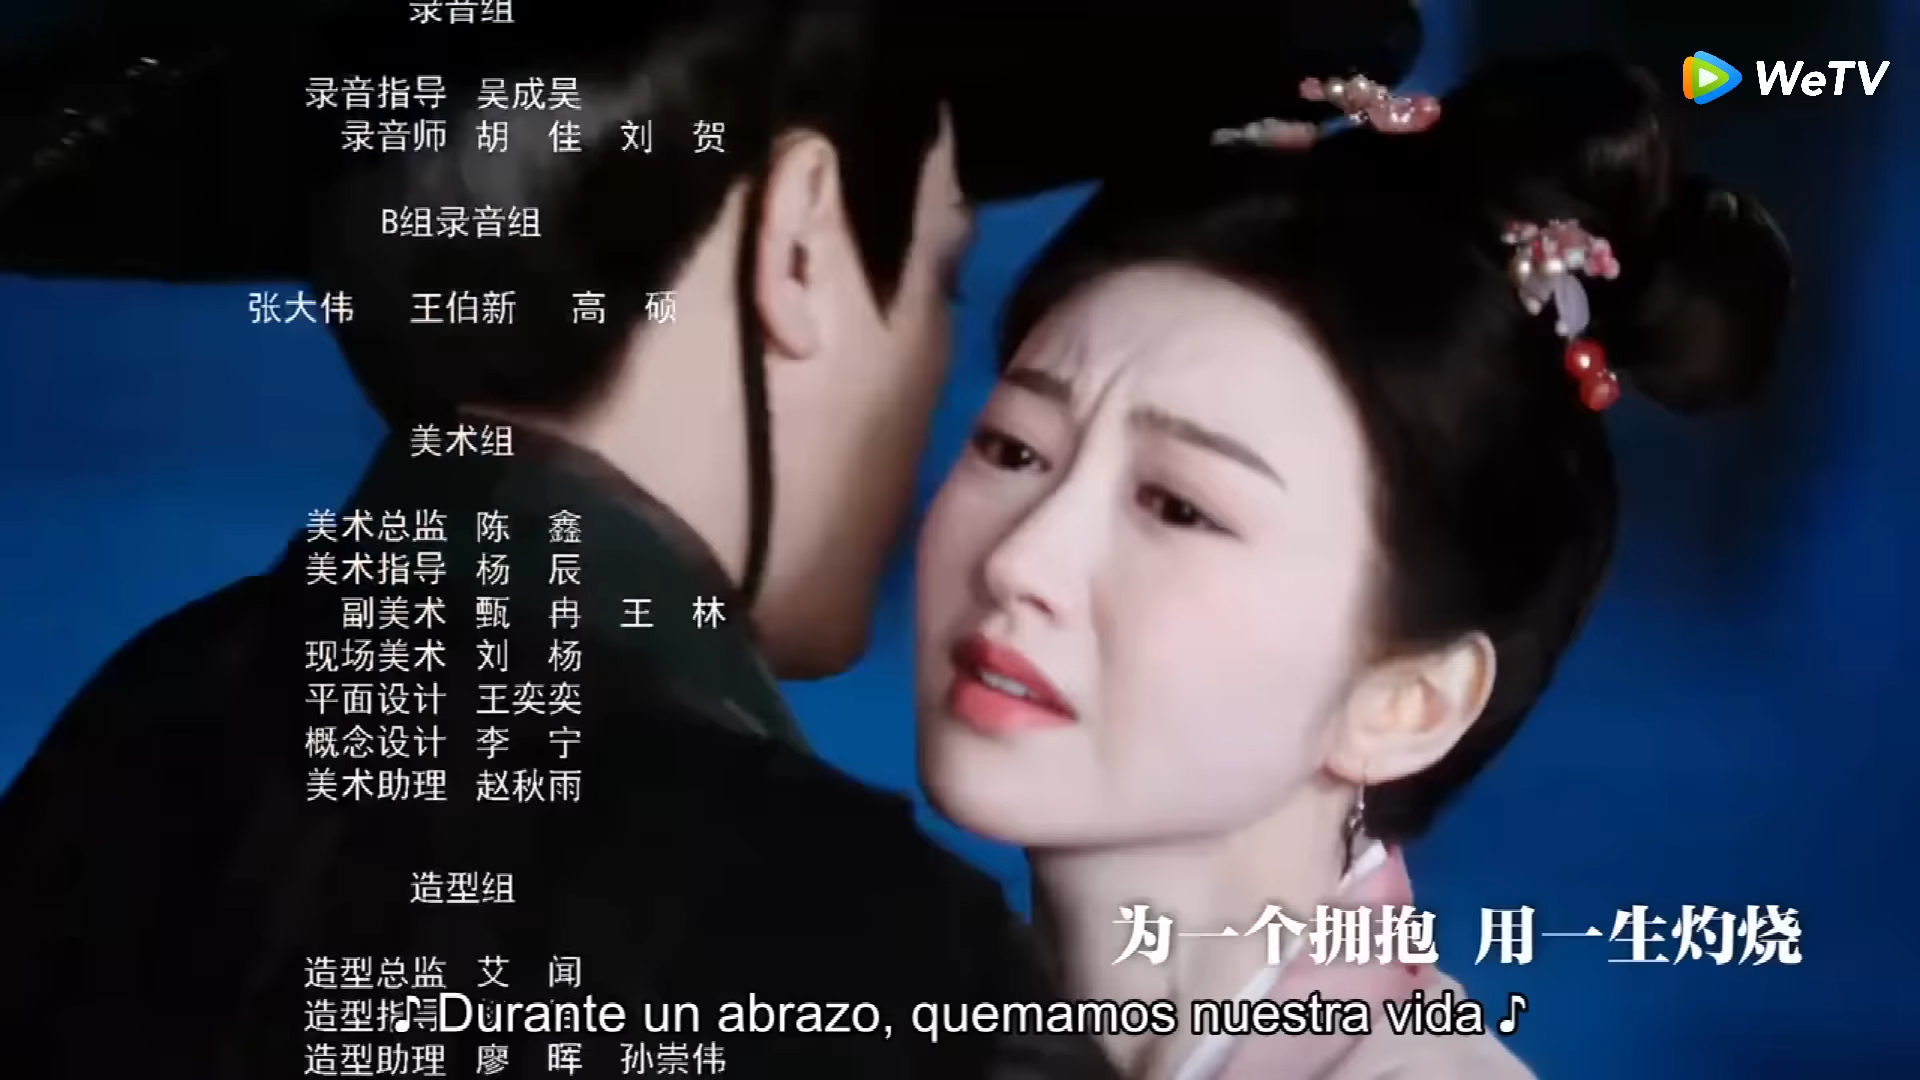 录音组
WeTV
录音指导 吴成昊
录音师 胡 佳 刘 贺
B组录音组
张大伟 王伯新 高 硕
美术组
美术总监 陈 鑫
美术指导 杨 辰
副美术 甄 冉 王 林
现场美术 刘 杨
平面设计 王奕奕
概念设计 李 宁
美术助理 赵秋雨
造型组
为一个拥抱 用一生灼烧
造型总监 艾 闻
造型指导
♪ Durante un abrazo, quemamos nuestra vida ♪
造型助理 廖 晖 孙崇伟